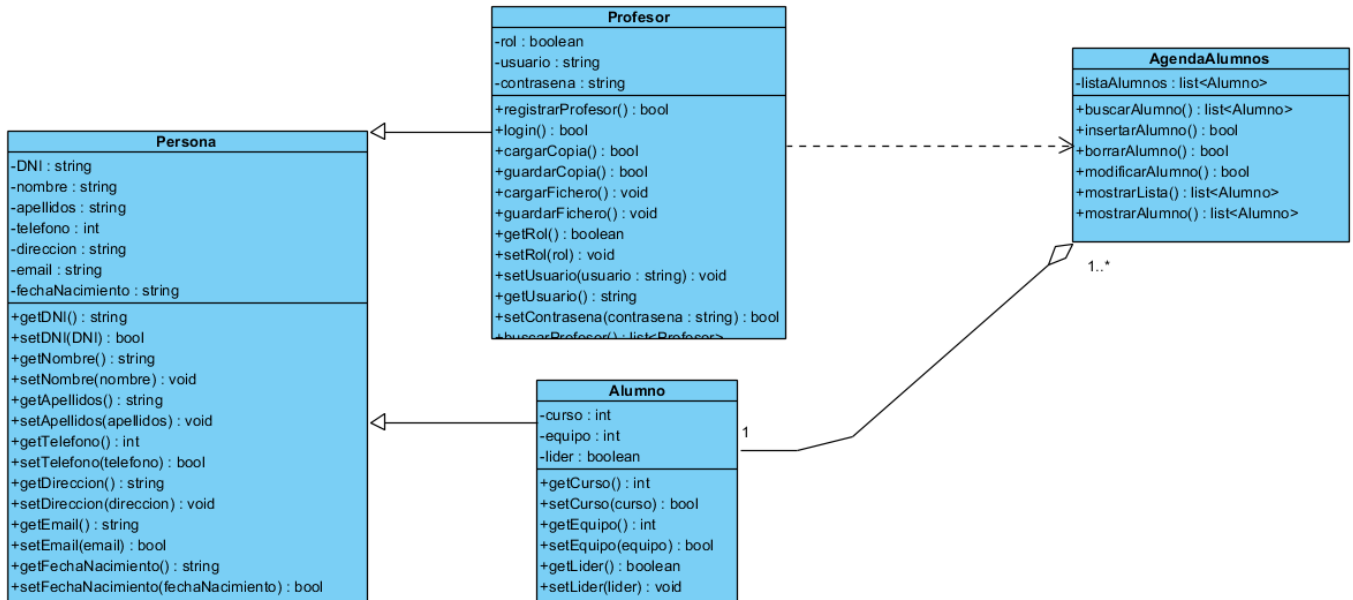 Profesor
-rol : boolean
-usuario : string
-contrasena : string
+registrarProfesor() : bool
+login() : bool
+cargarCopia() : bool
+guardarCopia() : bool
+cargarFichero() : void
+guardarFichero() : void
+getRol() : boolean
+setRol(rol) : void
+setUsuario(usuario : string) : void
+getUsuario() : string
+setContrasena(contrasena : string) : bool
+buscarProfesor() : list<Profesor>
AgendaAlumnos
-listaAlumnos : list<Alumno>
+buscarAlumno() : list<Alumno>
+insertarAlumno() : bool
+borrarAlumno() : bool
+modificarAlumno() : bool
+mostrarLista() : list<Alumno>
+mostrarAlumno() : list<Alumno>
1..*
Persona
-DNI : string
-nombre : string
-apellidos : string
-telefono : int
-direccion : string
-email : string
-fechaNacimiento : string
+getDNI() : string
+setDNI(DNI) : bool
+getNombre() : string
+setNombre(nombre) : void
+getApellidos() : string
+setApellidos(apellidos) : void
+getTelefono() : int
+setTelefono(telefono) : bool
+getDireccion() : string
+setDireccion(direccion) : void
+getEmail() : string
+setEmail(email) : bool
+getFechaNacimiento() : string
+setFechaNacimiento(fechaNacimiento) : bool
Alumno
-curso : int
-equipo : int
-lider : boolean
+getCurso() : int
+setCurso(curso) : bool
+getEquipo() : int
+setEquipo(equipo) : bool
+getLider() : boolean
+setLider(lider) : void
1